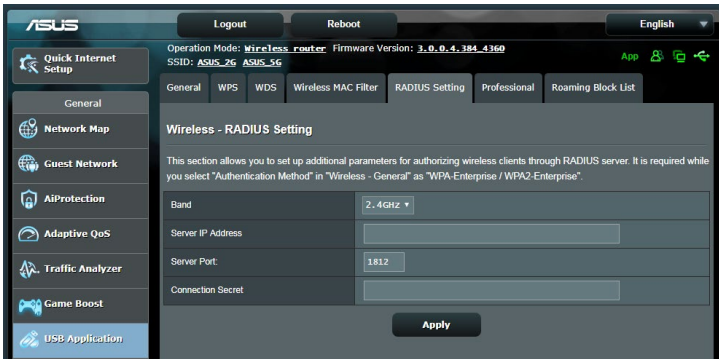 ASUS
Logout
Reboot
English
Quick Internet Setup
Operation Mode: Wireless router Firmware Version: 3.0.0.4.384_4360
SSID: ASUS_2G ASUS_5G
App
General WPS WDS Wireless MAC Filter RADIUS Setting Professional Roaming Block List
General
Network Map
Guest Network
AiProtection
Adaptive QoS
Traffic Analyzer
Game Boost
USB Application
Wireless - RADIUS Setting
This section allows you to set up additional parameters for authorizing wireless clients through RADIUS server. It is required while
you select "Authentication Method" in "Wireless - General" as "WPA-Enterprise / WPA2-Enterprise".
Band 2.4GHz
Server IP Address
Server Port: 1812
Connection Secret
Apply